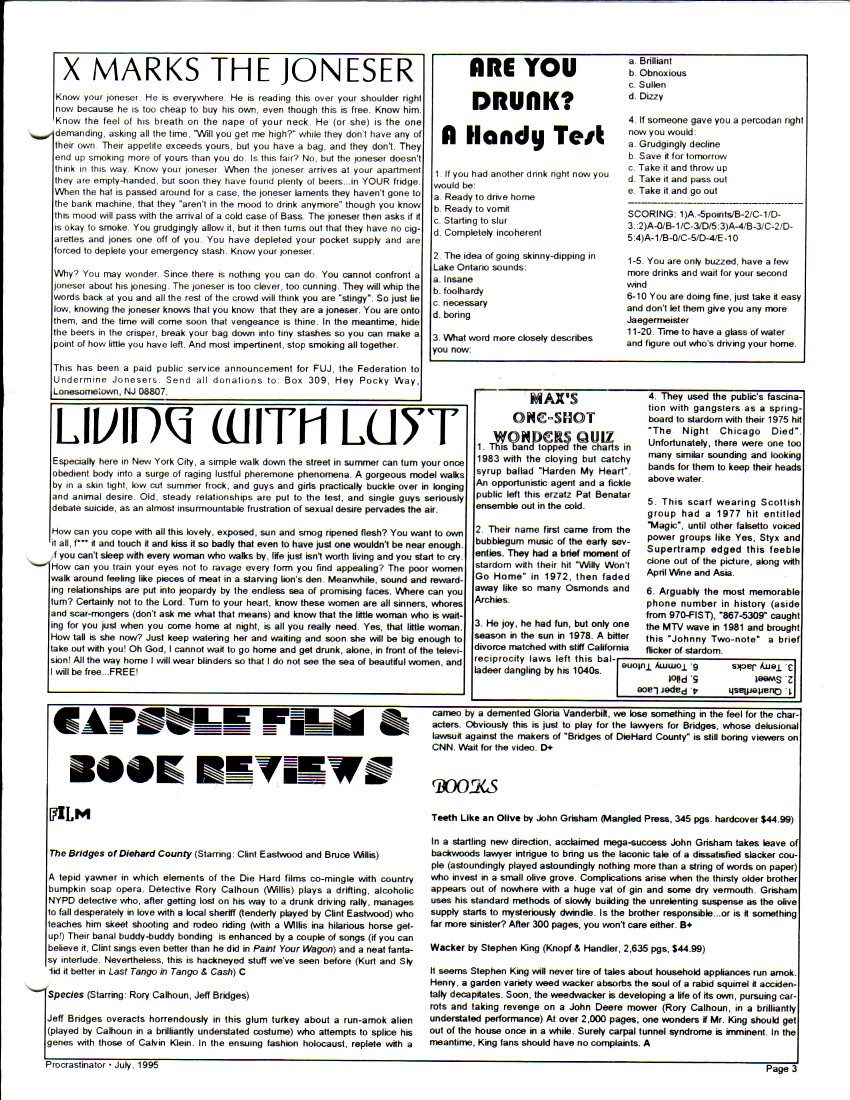 X MARKS THE JONESER
Know your joneser. He is everywhere. He is reading this over your shoulder right
now because he is too cheap to buy his own, even though this is free. Know him.
Know the feel of his breath on the nape of your neck. He (or she) is the one
demanding, asking all the time, "Will you get me high?" while they don't have any of
their own. Their appetite exceeds yours, but you have a bag, and they don't. They
end up smoking more of yours than you do. Is this fair? No, but the joneser doesn't
think in this way. Know your joneser. When the joneser arrives at your apartment
they are empty-handed, but soon they have found plenty of beers...in YOUR fridge.
When the hat is passed around for a case, the joneser laments they haven't gone to
the bank machine, that they "aren't in the mood to drink anymore" though you know
this mood will pass with the arrival of a cold case of Bass. The joneser then asks if it
is okay to smoke. You grudgingly allow it, but it then turns out that they have no cig-
arettes and jones one off of you. You have depleted your pocket supply and are
forced to deplete your emergency stash. Know your joneser.
Why? You may wonder. Since there is nothing you can do. You cannot confront a
joneser about his jonesing. The joneser is too clever, too cunning. They will whip the
words back at you and all the rest of the crowd will think you are "stingy". So just lie
low, knowing the joneser knows that you know that they are a joneser. You are onto
them, and the time will come soon that vengeance is thine. In the meantime, hide
the beers in the crisper, break your bag down into tiny stashes so you can make a
point of how little you have left. And most impertinent, stop smoking all together.
This has been a paid public service announcement for FUJ, the Federation to
Undermine Jonesers. Send all donations to: Box 309, Hey Pocky Way,
Lonesometown, NJ 08807.
ARE YOU
DRUNK?
A Handy Test
1. If you had another drink right now you
would be:
a. Ready to drive home
b. Ready to vomit
c. Starting to slur
d. Completely incoherent
2. The idea of going skinny-dipping in
Lake Ontario sounds:
a. Insane
b. foolhardy
c. necessary
d. boring
3. What word more closely describes
you now:
a. Brilliant
b. Obnoxious
c. Sullen
d. Dizzy
4. If someone gave you a percodan right
now you would:
a. Grudgingly decline
b. Save it for tomorrow
c. Take it and throw up
d. Take it and pass out
e. Take it and go out
SCORING: 1)A.-5points/B-2/C-1/D-
3.:2)A-0/B-1/C-3/D/5:3)A-4/B-3/C-2/D-
5:4)A-1/B-0/C-5/D-4/E-10
1-5. You are only buzzed, have a few
more drinks and wait for your second
wind
6-10 You are doing fine, just take it easy
and don't let them give you any more
Jaegermeister
11-20. Time to have a glass of water
and figure out who's driving your home.
LIVING WITH LUST
Especially here in New York City, a simple walk down the street in summer can turn your once
obedient body into a surge of raging lustful pheremone phenomena. A gorgeous model walks
by in a skin tight, low cut summer frock, and guys and girls practically buckle over in longing
and animal desire. Old, steady relationships are put to the test, and single guys seriously
debate suicide, as an almost insurmountable frustration of sexual desire pervades the air.
How can you cope with all this lovely, exposed, sun and smog ripened flesh? You want to own
it all, f*** it and touch it and kiss it so badly that even to have just one wouldn't be near enough.
If you can't sleep with every woman who walks by, life just isn't worth living and you start to cry.
How can you train your eyes not to ravage every form you find appealing? The poor women
walk around feeling like pieces of meat in a starving lion's den. Meanwhile, sound and reward-
ing relationships are put into jeopardy by the endless sea of promising faces. Where can you
turn? Certainly not to the Lord. Turn to your heart, know these women are all sinners, whores
and scar-mongers (don't ask me what that means) and know that the little woman who is wait-
ing for you just when you come home at night, is all you really need. Yes, that little woman.
How tall is she now? Just keep watering her and waiting and soon she will be big enough to
take out with you! Oh God, I cannot wait to go home and get drunk, alone, in front of the televi-
sion! All the way home I will wear blinders so that I do not see the sea of beautiful women, and
I will be free...FREE!
MAX'S
ONE-SHOT
WONDERS QUIZ
1. This band topped the charts in
1983 with the cloying but catchy
syrup ballad "Harden My Heart".
An opportunistic agent and a fickle
public left this erzatz Pat Benatar
ensemble out in the cold.
2. Their name first came from the
bubblegum music of the early sev-
enties. They had a brief moment of
stardom with their hit "Willy Won't
Go Home" in 1972, then faded
away like so many Osmonds and
Archies.
3. He joy, he had fun, but only one
season in the sun in 1978. A bitter
divorce matched with stiff California
reciprocity laws left this bal-
ladeer dangling by his 1040s.
4. They used the public's fascina-
tion with gangsters as a spring-
board to stardom with their 1975 hit
"The Night Chicago Died".
Unfortunately, there were one too
many similar sounding and looking
bands for them to keep their heads
above water.
5. This scarf wearing Scottish
group had a 1977 hit entitled
"Magic", until other falsetto voiced
power groups like Yes, Styx and
Supertramp edged this feeble
clone out of the picture, along with
April Wine and Asia.
6. Arguably the most memorable
phone number in history (aside
from 970-FIST), "867-5309" caught
the MTV wave in 1981 and brought
this "Johnny Two-note" a brief
flicker of stardom.
1. Quarterflash 4. Paper Lace
2. Sweet 5. Pilot
3. Terry Jacks 6. Tommy Tutone
CAPSULE FILM &
BOOK REVIEWS
FILM
The Bridges of Diehard County (Starring: Clint Eastwood and Bruce Willis)
A tepid yawner in which elements of the Die Hard films co-mingle with country
bumpkin soap opera. Detective Rory Calhoun (Willis) plays a drifting, alcoholic
NYPD detective who, after getting lost on his way to a drunk driving rally, manages
to fall desperately in love with a local sheriff (tenderly played by Clint Eastwood) who
teaches him skeet shooting and rodeo riding (with a WIllis ina hilarious horse get-
up!) Their banal buddy-buddy bonding is enhanced by a couple of songs (if you can
believe it, Clint sings even better than he did in Paint Your Wagon) and a neat fanta-
sy interlude. Nevertheless, this is hackneyed stuff we've seen before (Kurt and Sly
did it better in Last Tango in Tango & Cash) C
Species (Starring: Rory Calhoun, Jeff Bridges)
Jeff Bridges overacts horrendously in this glum turkey about a run-amok alien
(played by Calhoun in a brilliantly understated costume) who attempts to splice his
genes with those of Calvin Klein. In the ensuing fashion holocaust, replete with a
cameo by a demented Gloria Vanderbilt, we lose something in the feel for the char-
acters. Obviously this is just to play for the lawyers for Bridges, whose delusional
lawsuit against the makers of "Bridges of DieHard County" is still boring viewers on
CNN. Wait for the video. D+
BOOKS
Teeth Like an Olive by John Grisham (Mangled Press, 345 pgs. hardcover $44.99)
In a startling new direction, acclaimed mega-success John Grisham takes leave of
backwoods lawyer intrigue to bring us the laconic tale of a dissatisfied slacker cou-
ple (astoundingly played astoundingly nothing more than a string of words on paper)
who invest in a small olive grove. Complications arise when the thirsty older brother
appears out of nowhere with a huge vat of gin and some dry vermouth. Grisham
uses his standard methods of slowly building the unrelenting suspense as the olive
supply starts to mysteriously dwindle. Is the brother responsible...or is it something
far more sinister? After 300 pages, you won't care either. B+
Wacker by Stephen King (Knopf & Handler, 2,635 pgs, $44.99)
It seems Stephen King will never tire of tales about household appliances run amok.
Henry, a garden variety weed wacker absorbs the soul of a rabid squirrel it acciden-
tally decapitates. Soon, the weedwacker is developing a life of its own, pursuing car-
rots and taking revenge on a John Deere mower (Rory Calhoun, in a brilliantly
understated performance) At over 2,000 pages, one wonders if Mr. King should get
out of the house once in a while. Surely carpal tunnel syndrome is imminent. In the
meantime, King fans should have no complaints. A
Procrastinator • July, 1995
Page 3